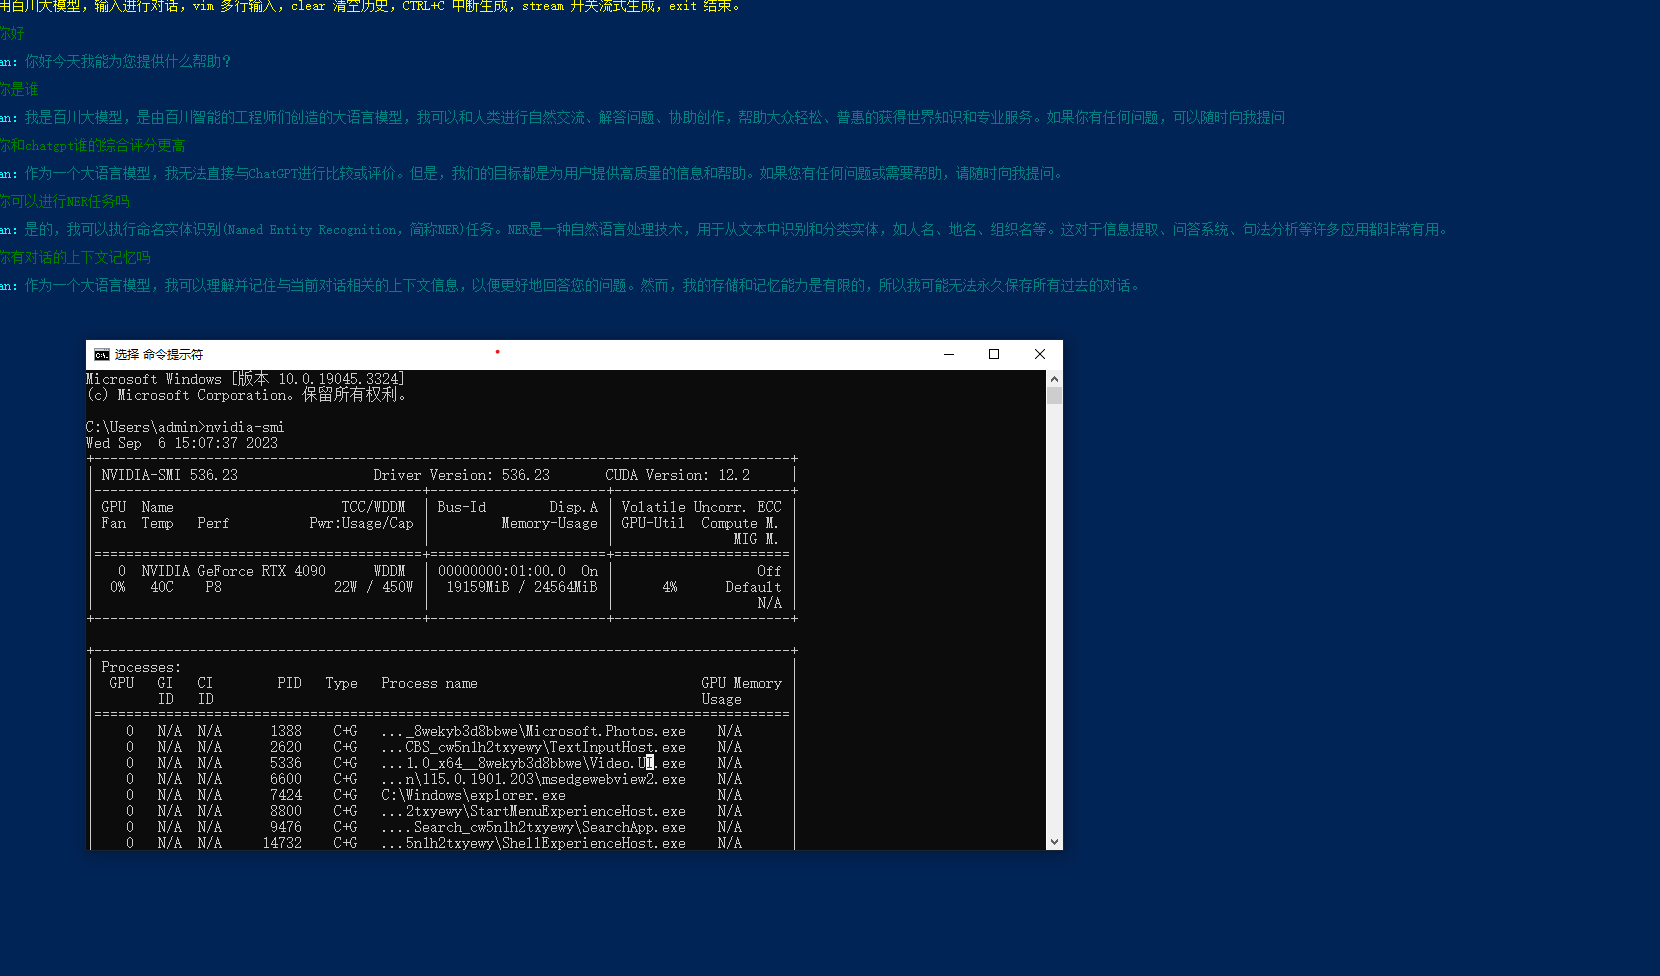 用百川大模型，输入进行对话，vim 多行输入，clear 清空历史，CTRL+C 中断生成，stream 开关流式生成，exit 结束。
你好
an：你好今天我能为您提供什么帮助？
你是谁
an：我是百川大模型，是由百川智能的工程师们创造的大语言模型，我可以和人类进行自然交流、解答问题、协助创作，帮助大众轻松、普惠的获得世界知识和专业服务。如果你有任何问题，可以随时向我提问
你和chatgpt谁的综合评分更高
an：作为一个大语言模型，我无法直接与ChatGPT进行比较或评价。但是，我们的目标都是为用户提供高质量的信息和帮助。如果您有任何问题或需要帮助，请随时向我提问。
你可以进行NER任务吗
an：是的，我可以执行命名实体识别(Named Entity Recognition，简称NER)任务。NER是一种自然语言处理技术，用于从文本中识别和分类实体，如人名、地名、组织名等。这对于信息提取、问答系统、句法分析等许多应用都非常有用。
你有对话的上下文记忆吗
an：作为一个大语言模型，我可以理解并记住与当前对话相关的上下文信息，以便更好地回答您的问题。然而，我的存储和记忆能力是有限的，所以我可能无法永久保存所有过去的对话。
选择 命令提示符
Microsoft Windows [版本 10.0.19045.3324]
(c) Microsoft Corporation。保留所有权利。
C:\Users\admin>nvidia-smi
Wed Sep  6 15:07:37 2023
NVIDIA-SMI 536.23 Driver Version: 536.23 CUDA Version: 12.2
GPU Name TCC/WDDM | Bus-Id Disp.A | Volatile Uncorr. ECC
Fan Temp Perf Pwr:Usage/Cap | Memory-Usage | GPU-Util Compute M.
MIG M.
0 NVIDIA GeForce RTX 4090 WDDM | 00000000:01:00.0 On | Off
0% 40C P8 22W / 450W | 19159MiB / 24564MiB | 4% Default
N/A
Processes:
GPU GI CI PID Type Process name GPU Memory
ID ID Usage
0 N/A N/A 1388 C+G ..._8wekyb3d8bbwe\Microsoft.Photos.exe N/A
0 N/A N/A 2620 C+G ...CBS_cw5n1h2txyewy\TextInputHost.exe N/A
0 N/A N/A 5336 C+G ...1.0_x64__8wekyb3d8bbwe\Video.UI.exe N/A
0 N/A N/A 6600 C+G ...n\115.0.1901.203\msedgewebview2.exe N/A
0 N/A N/A 7424 C+G C:\Windows\explorer.exe N/A
0 N/A N/A 8800 C+G ...2txyewy\StartMenuExperienceHost.exe N/A
0 N/A N/A 9476 C+G ....Search_cw5n1h2txyewy\SearchApp.exe N/A
0 N/A N/A 14732 C+G ...5n1h2txyewy\ShellExperienceHost.exe N/A